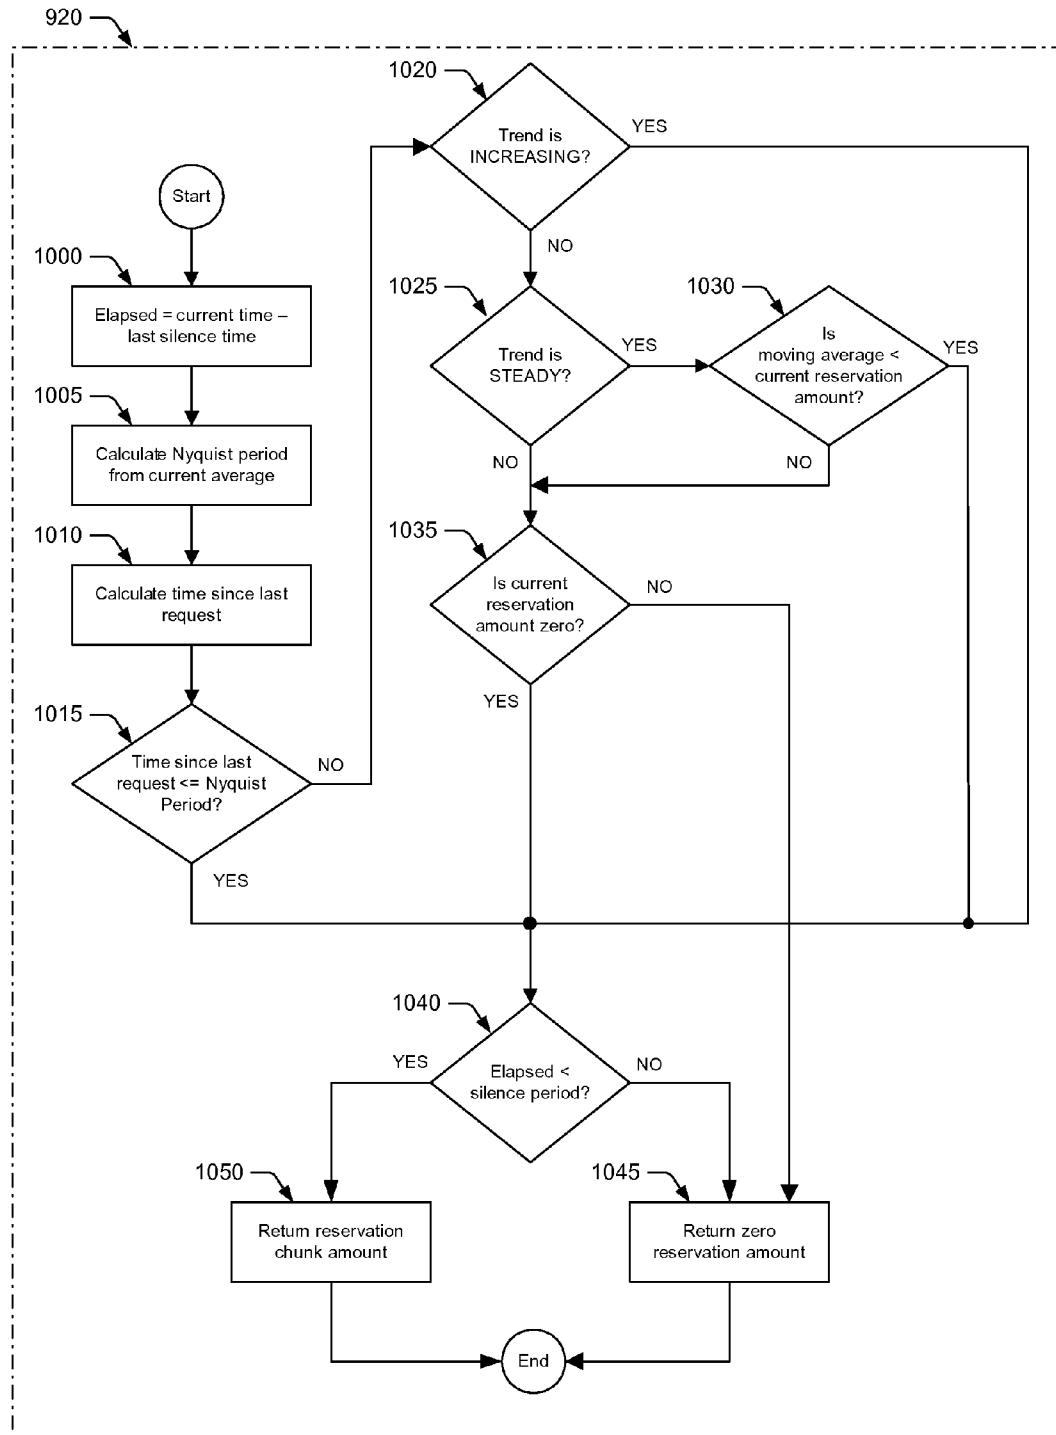 920
1020
Trend is
INCREASING?
YES
NO
Start
1000
Elapsed = current time –
last silence time
1005
Calculate Nyquist period
from current average
1010
Calculate time since last
request
1015
Time since last
request <= Nyquist
Period?
NO
YES
1025
Trend is
STEADY?
YES
NO
1030
Is
moving average <
current reservation
amount?
YES
NO
1035
Is current
reservation
amount zero?
NO
YES
1040
Elapsed <
silence period?
YES
NO
1050
Return reservation
chunk amount
1045
Return zero
reservation amount
End